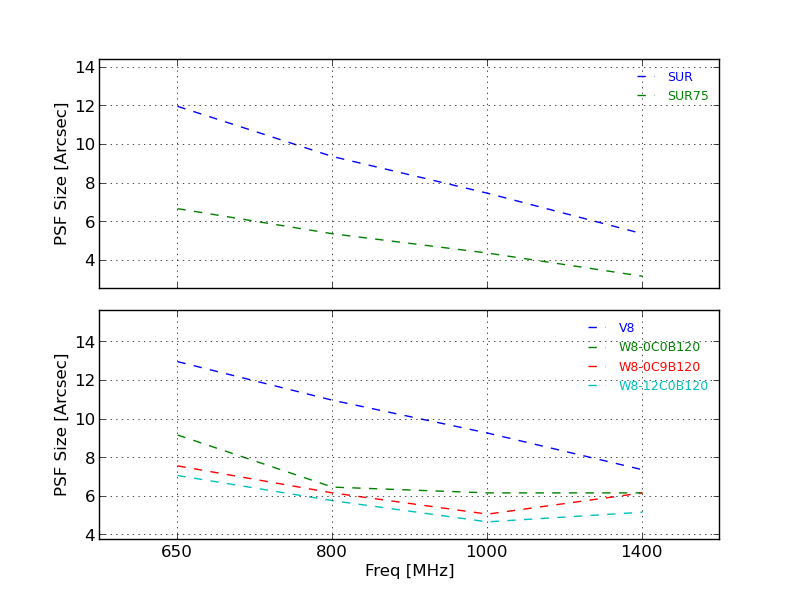 14
12
10
8
6
4
PSF Size [Arcsec]
SUR
SUR75
14
12
10
8
6
4
PSF Size [Arcsec]
V8
W8-0C0B120
W8-0C9B120
W8-12C0B120
650 800 1000 1400
Freq [MHz]